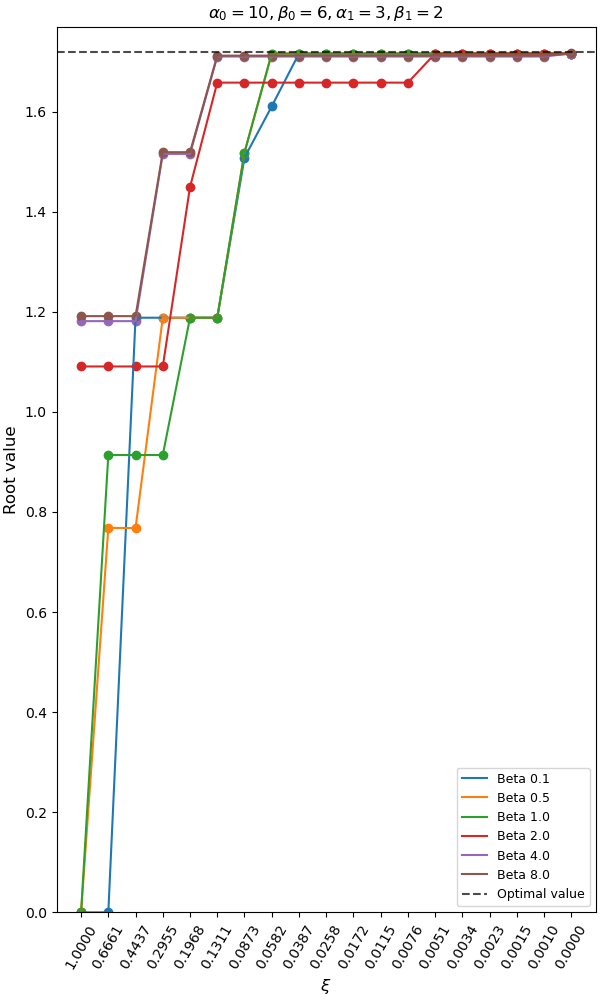 α₀ = 10, β₀ = 6, α₁ = 3, β₁ = 2
Root value
1.6
1.4
1.2
1.0
0.8
0.6
0.4
0.2
0.0
Beta 0.1
Beta 0.5
Beta 1.0
Beta 2.0
Beta 4.0
Beta 8.0
Optimal value
1.0000
0.6661
0.4437
0.2955
0.1968
0.1311
0.0873
0.0582
0.0387
0.0258
0.0172
0.0115
0.0076
0.0051
0.0034
0.0023
0.0015
0.0010
0.0000
ξ